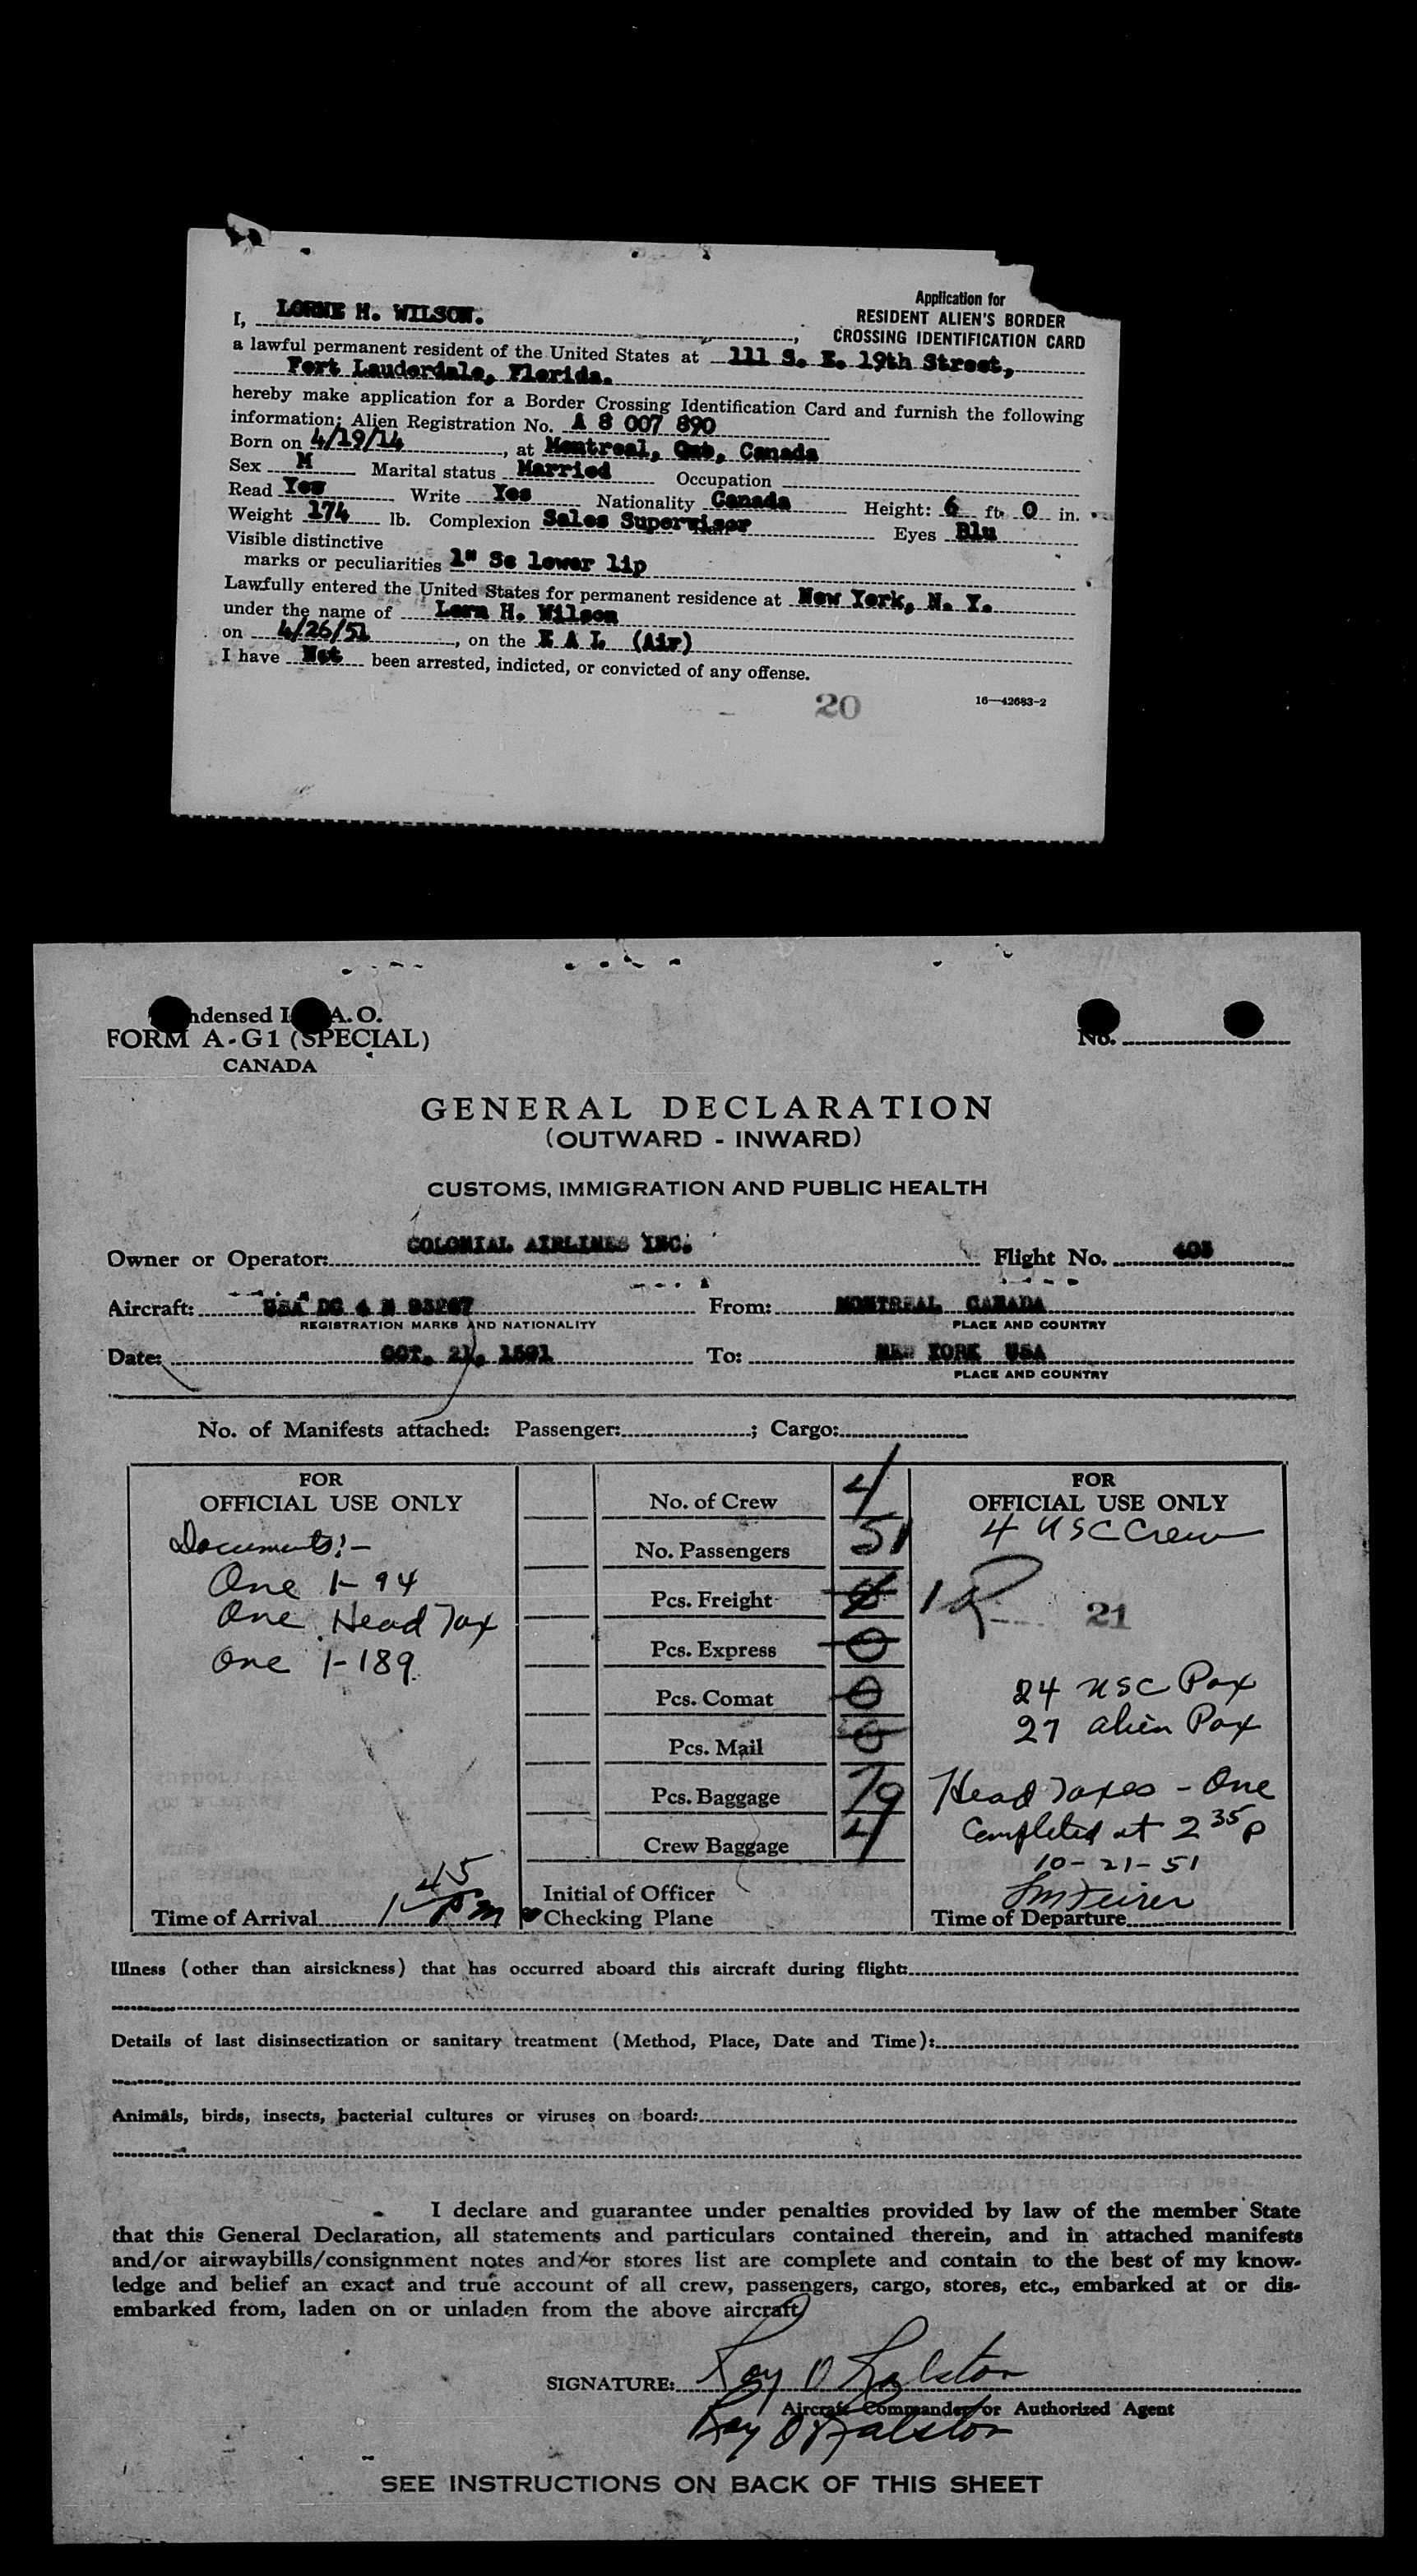 Application for
RESIDENT ALIEN'S BORDER
CROSSING IDENTIFICATION CARD
I, LORNE H. WILSON. ,
a lawful permanent resident of the United States at 111 S. E. 19th Street,
Fort Lauderdale, Florida.
hereby make application for a Border Crossing Identification Card and furnish the following
information: Alien Registration No. A 8 007 890
Born on 4/19/14 , at Montreal, Queb, Canada
Sex M Marital status Married Occupation
Read Yes Write Yes Nationality Canada Height: 6 ft. 0 in.
Weight 174 lb. Complexion Sales Supervisor Hair Eyes Blu
Visible distinctive
marks or peculiarities 1" Sc lower lip
Lawfully entered the United States for permanent residence at New York, N. Y.
under the name of Lorn H. Wilson
on 4/26/51 , on the E A L (Air)
I have Not been arrested, indicted, or convicted of any offense.
20 16—42683-2
ndensed I. A. O.
FORM A-G1 (SPECIAL)
CANADA
No.
GENERAL DECLARATION
(OUTWARD - INWARD)
CUSTOMS, IMMIGRATION AND PUBLIC HEALTH
Owner or Operator: COLONIAL AIRLINES INC. Flight No. 403
Aircraft: USA DC 4 N 93267 From: MONTREAL CANADA
REGISTRATION MARKS AND NATIONALITY PLACE AND COUNTRY
Date: OCT. 21, 1591 To: NEW YORK USA
PLACE AND COUNTRY
No. of Manifests attached: Passenger: ; Cargo:
FOR
OFFICIAL USE ONLY
Documents:-
One I-94
One Head Tax
One I-189.
Time of Arrival 1 45 PM
No. of Crew 4
No. Passengers 51
Pcs. Freight 0
Pcs. Express 0
Pcs. Comat 0
Pcs. Mail 0
Pcs. Baggage 79
Crew Baggage 4
Initial of Officer
Checking Plane
FOR
OFFICIAL USE ONLY
4 USC Crew
21
24 USC Pax
27 alien Pax
Head Taxes - One
Completed at 2 35 P
10-21-51
Time of Departure
Illness (other than airsickness) that has occurred aboard this aircraft during flight:
Details of last disinsectization or sanitary treatment (Method, Place, Date and Time):
Animals, birds, insects, bacterial cultures or viruses on board:
I declare and guarantee under penalties provided by law of the member State
that this General Declaration, all statements and particulars contained therein, and in attached manifests
and/or airwaybills/consignment notes and/or stores list are complete and contain to the best of my know-
ledge and belief an exact and true account of all crew, passengers, cargo, stores, etc., embarked at or dis-
embarked from, laden on or unladen from the above aircraft.
SIGNATURE: Roy O Ralston
Aircraft Commander or Authorized Agent
Roy O Ralston
SEE INSTRUCTIONS ON BACK OF THIS SHEET